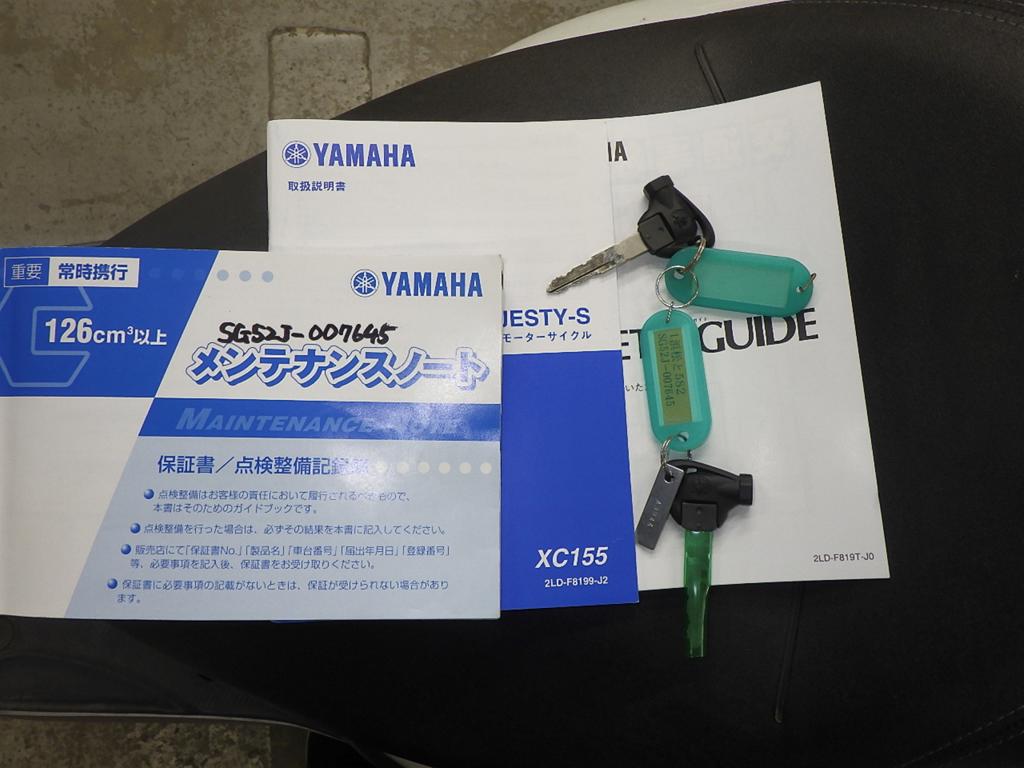 YAMAHA
取扱説明書
JESTY-S
モーターサイクル
XC155
2LD-F8199-J2
GUIDE
2LD-F819T-J0
SG52J-007645
重要 常時携行
YAMAHA
126cm³以上
SG52J-007645
メンテナンスノート
MAINTENANCE NOTE
保証書/点検整備記録簿
点検整備はお客様の責任において履行されるべきもので、
本書はそのためのガイドブックです。
点検整備を行った場合は、必ずその結果を本書に記入してください。
販売店にて「保証書No.」「製品名」「車台番号」「届出年月日」「登録番号」
等、必要事項を記入後、保証書をお受け取りください。
保証書に必要事項の記載がないときは、保証が受けられない場合があり
ます。